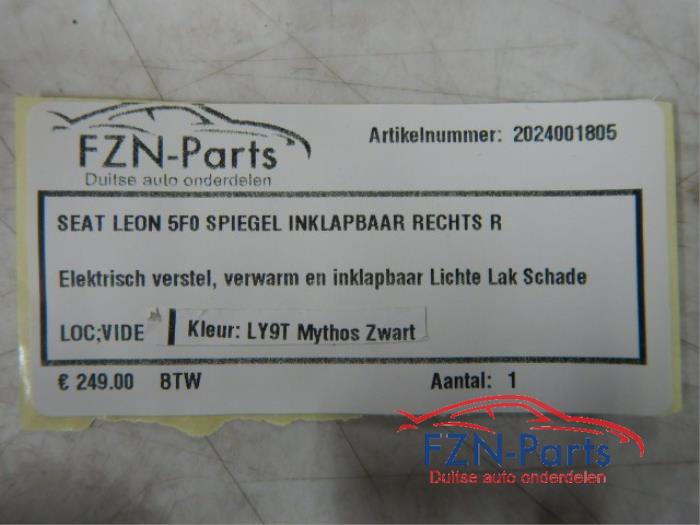 Artikelnummer: 2024001805
FZN-Parts
Duitse auto onderdelen
SEAT LEON 5F0 SPIEGEL INKLAPBAAR RECHTS R
Elektrisch verstel, verwarm en inklapbaar Lichte Lak Schade
LOC;VIDE Kleur: LY9T Mythos Zwart
€ 249.00 BTW Aantal: 1
FZN-Parts
Duitse auto onderdelen